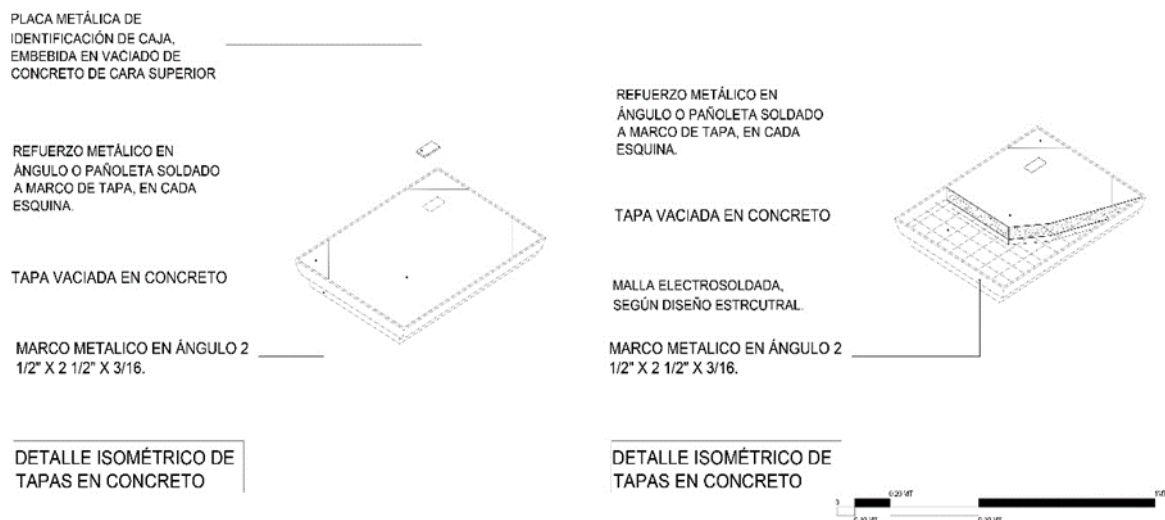 PLACA METÁLICA DE
IDENTIFICACIÓN DE CAJA,
EMBEBIDA EN VACIADO DE
CONCRETO DE CARA SUPERIOR
REFUERZO METÁLICO EN
ÁNGULO O PAÑOLETA SOLDADO
A MARCO DE TAPA, EN CADA
ESQUINA.
TAPA VACIADA EN CONCRETO
MARCO METALICO EN ÁNGULO 2
1/2" X 2 1/2" X 3/16.
DETALLE ISOMÉTRICO DE
TAPAS EN CONCRETO
REFUERZO METÁLICO EN
ÁNGULO O PAÑOLETA SOLDADO
A MARCO DE TAPA, EN CADA
ESQUINA.
TAPA VACIADA EN CONCRETO
MALLA ELECTROSOLDADA,
SEGÚN DISEÑO ESTRCUTRAL.
MARCO METALICO EN ÁNGULO 2
1/2" X 2 1/2" X 3/16.
DETALLE ISOMÉTRICO DE
TAPAS EN CONCRETO
0
0.20 MT